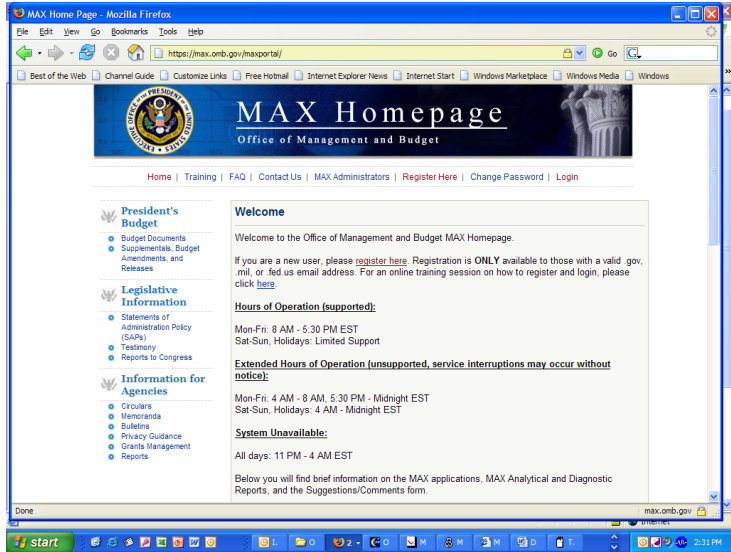 MAX Home Page - Mozilla Firefox
File Edit View Go Bookmarks Tools Help
https://max.omb.gov/maxportal/
Go
G
Best of the Web Channel Guide Customize Links Free Hotmail Internet Explorer News Internet Start Windows Marketplace Windows Media Windows
MAX Homepage
Office of Management and Budget
Home | Training | FAQ | Contact Us | MAX Administrators | Register Here | Change Password | Login
President's
Budget
Budget Documents
Supplementals, Budget
Amendments, and
Releases
Legislative
Information
Statements of
Administration Policy
(SAPs)
Testimony
Reports to Congress
Information for
Agencies
Circulars
Memoranda
Bulletins
Privacy Guidance
Grants Management
Reports
Welcome
Welcome to the Office of Management and Budget MAX Homepage.
If you are a new user, please register here. Registration is ONLY available to those with a valid .gov,
.mil, or .fed.us email address. For an online training session on how to register and login, please
click here.
Hours of Operation (supported):
Mon-Fri: 8 AM - 5:30 PM EST
Sat-Sun, Holidays: Limited Support
Extended Hours of Operation (unsupported, service interruptions may occur without
notice):
Mon-Fri: 4 AM - 8 AM, 5:30 PM - Midnight EST
Sat-Sun, Holidays: 4 AM - Midnight EST
System Unavailable:
All days: 11 PM - 4 AM EST
Below you will find brief information on the MAX applications, MAX Analytical and Diagnostic
Reports, and the Suggestions/Comments form.
Done
max.omb.gov
Internet
start
2:31 PM